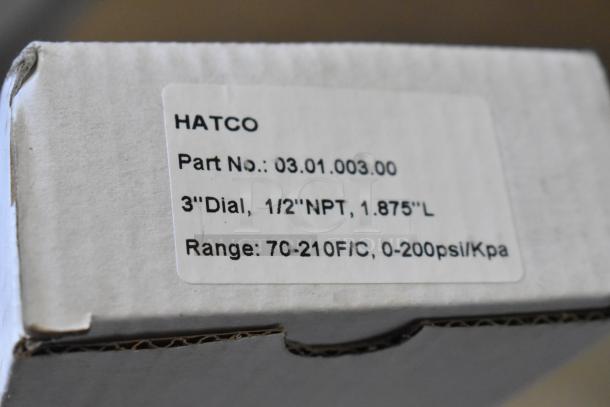 HATCO
Part No.: 03.01.003.00
3"Dial, 1/2"NPT, 1.875"L
Range: 70-210F/C, 0-200psi/Kpa
PCI